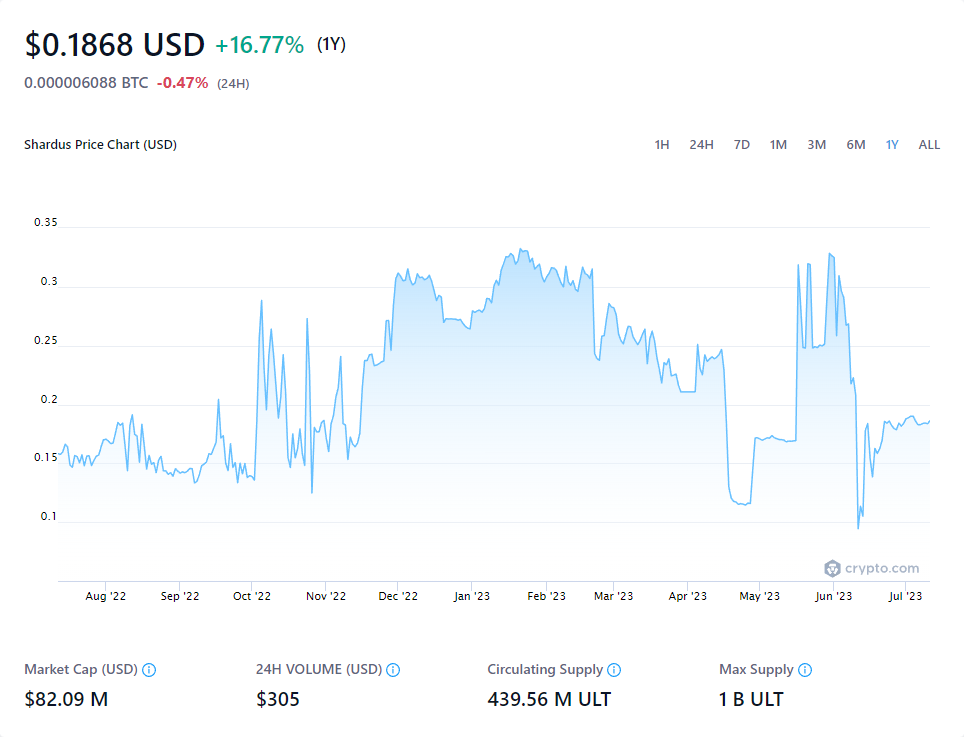 $0.1868 USD +16.77% (1Y)
0.000006088 BTC -0.47% (24H)
Shardus Price Chart (USD) 1H 24H 7D 1M 3M 6M 1Y ALL
0.35
0.3
0.25
0.2
0.15
0.1
crypto.com
Aug '22 Sep '22 Oct '22 Nov '22 Dec '22 Jan '23 Feb '23 Mar '23 Apr '23 May '23 Jun '23 Jul '23
Market Cap (USD) 24H VOLUME (USD) Circulating Supply Max Supply
$82.09 M $305 439.56 M ULT 1 B ULT